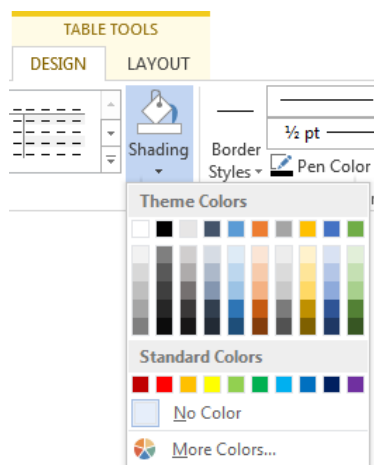 TABLE TOOLS
DESIGN LAYOUT
Shading
Border
Styles
½ pt
Pen Color
Theme Colors
Standard Colors
No Color
More Colors...